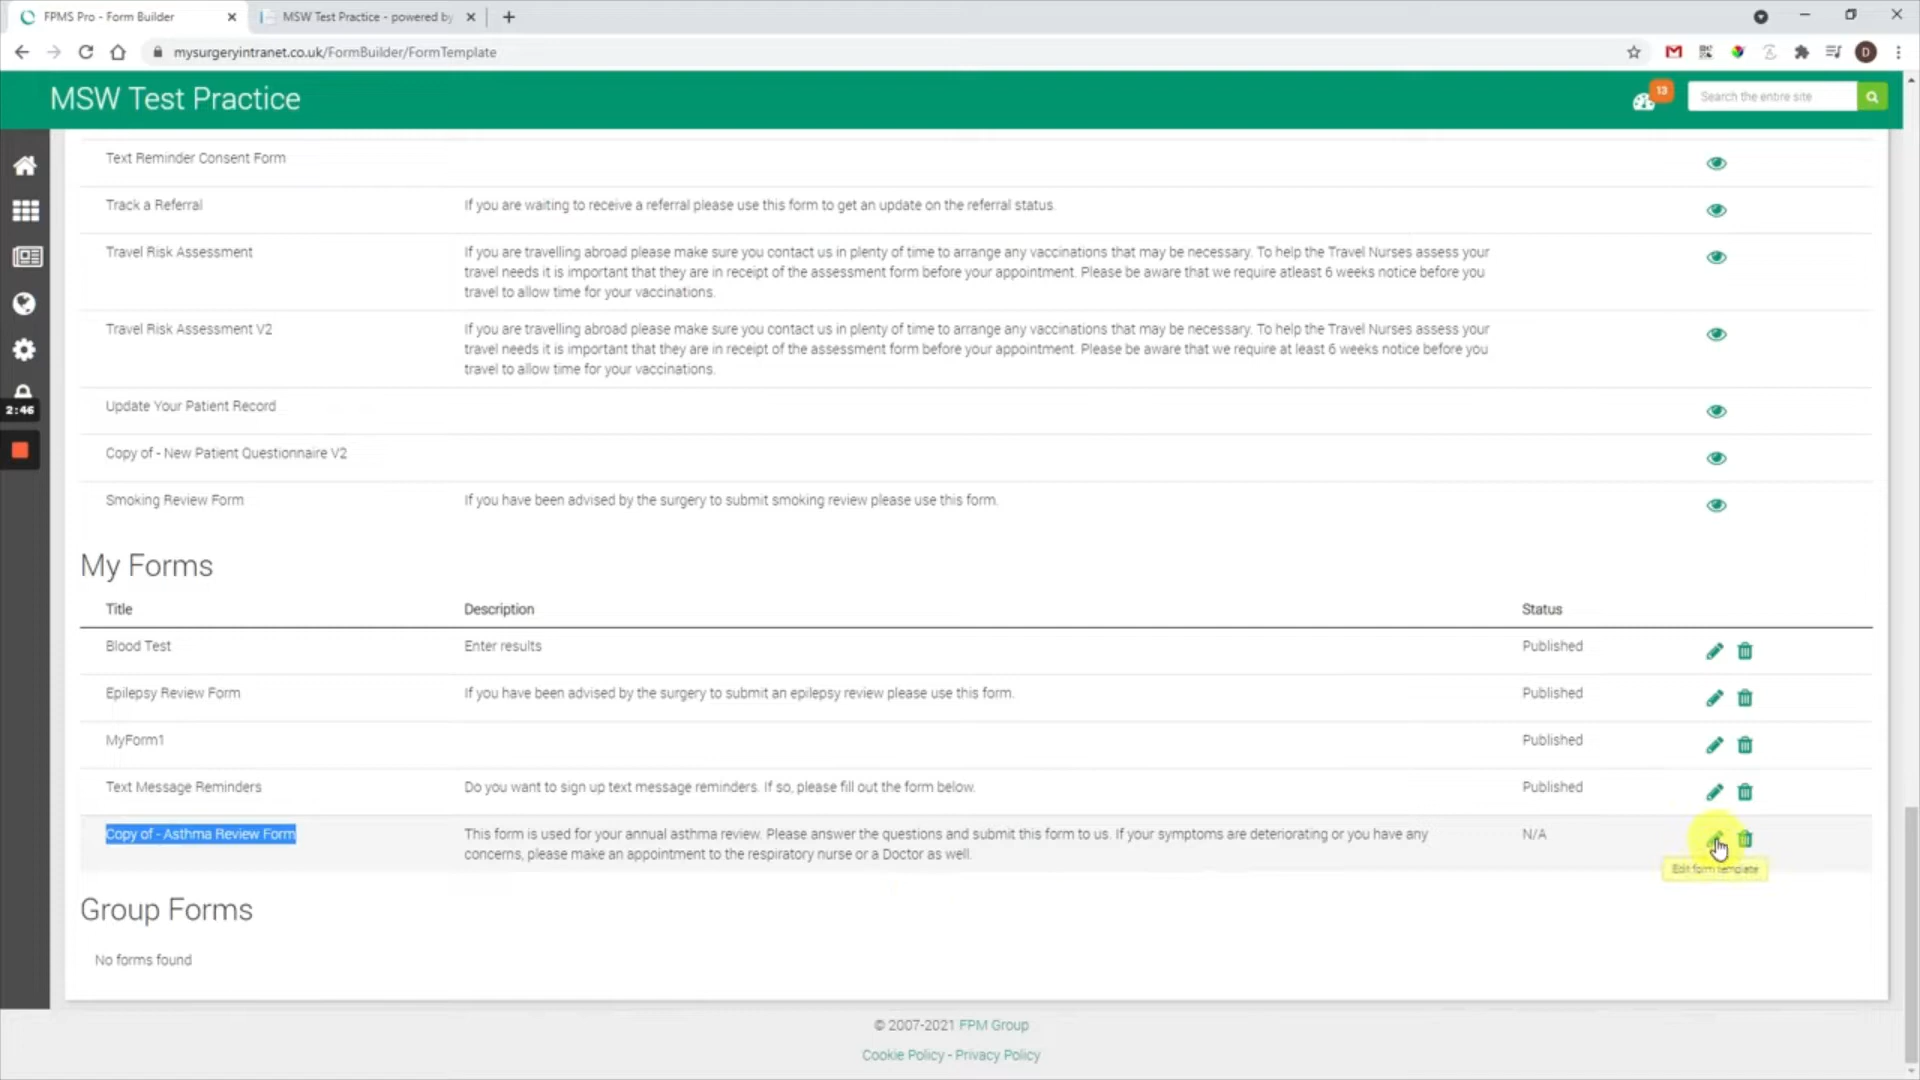 FPMS Pro - Form Builder
MSW Test Practice - powered by
mysurgeryintranet.co.uk/FormBuilder/FormTemplate
D
MSW Test Practice
13
Search the entire site
Text Reminder Consent Form
Track a Referral
If you are waiting to receive a referral please use this form to get an update on the referral status.
Travel Risk Assessment
If you are travelling abroad please make sure you contact us in plenty of time to arrange any vaccinations that may be necessary. To help the Travel Nurses assess your
travel needs it is important that they are in receipt of the assessment form before your appointment. Please be aware that we require atleast 6 weeks notice before you
travel to allow time for your vaccinations.
Travel Risk Assessment V2
If you are travelling abroad please make sure you contact us in plenty of time to arrange any vaccinations that may be necessary. To help the Travel Nurses assess your
travel needs it is important that they are in receipt of the assessment form before your appointment. Please be aware that we require at least 6 weeks notice before you
travel to allow time for your vaccinations.
2:46
Update Your Patient Record
Copy of - New Patient Questionnaire V2
Smoking Review Form
If you have been advised by the surgery to submit smoking review please use this form.
My Forms
Title Description Status
Blood Test Enter results Published
Epilepsy Review Form If you have been advised by the surgery to submit an epilepsy review please use this form. Published
MyForm1 Published
Text Message Reminders Do you want to sign up text message reminders. If so, please fill out the form below. Published
Copy of - Asthma Review Form This form is used for your annual asthma review. Please answer the questions and submit this form to us. If your symptoms are deteriorating or you have any N/A
concerns, please make an appointment to the respiratory nurse or a Doctor as well.
Edit form template
Group Forms
No forms found
© 2007-2021 FPM Group
Cookie Policy - Privacy Policy